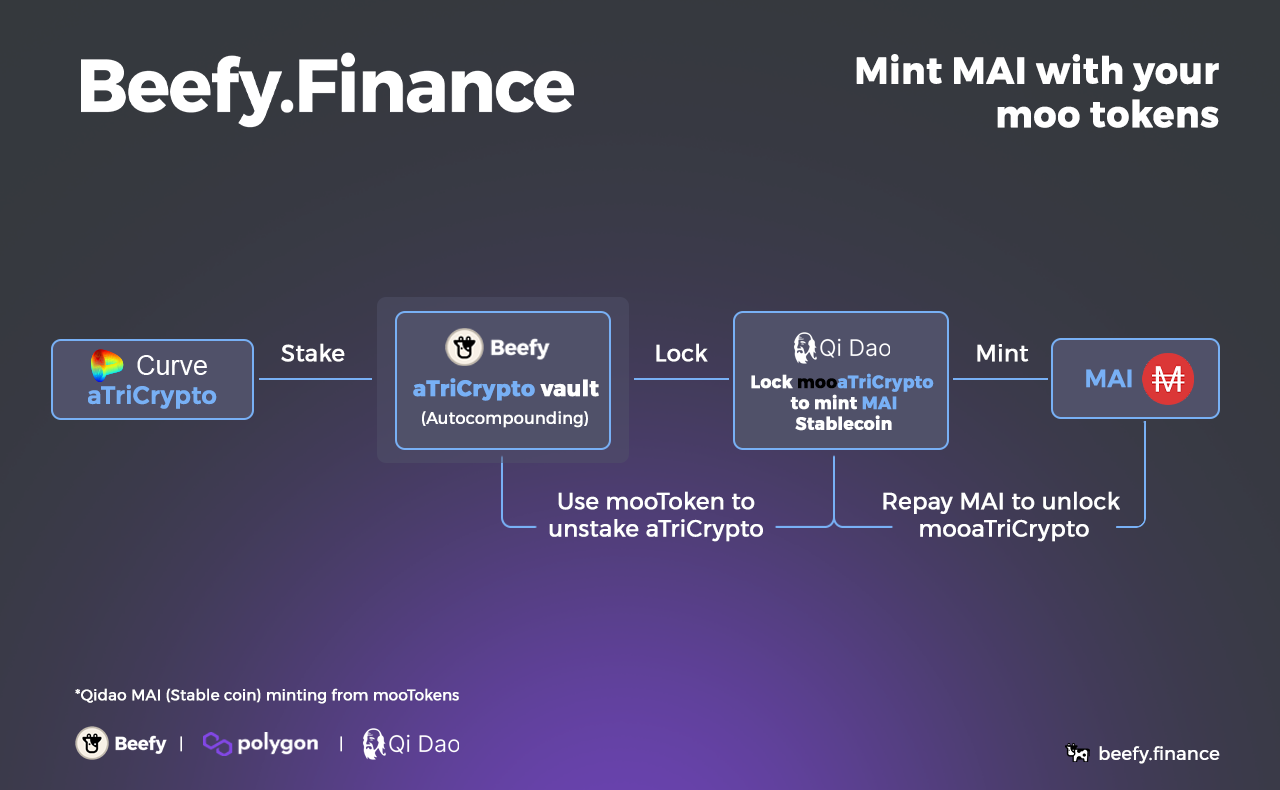 Beefy.Finance
Mint MAI with your
moo tokens
Curve
aTriCrypto
Stake
Beefy
aTriCrypto vault
(Autocompounding)
Lock
Qi Dao
Lock mooaTriCrypto
to mint MAI
Stablecoin
Mint
MAI
Use mooToken to
unstake aTriCrypto
Repay MAI to unlock
mooaTriCrypto
*Qidao MAI (Stable coin) minting from mooTokens
Beefy | polygon | Qi Dao
beefy.finance